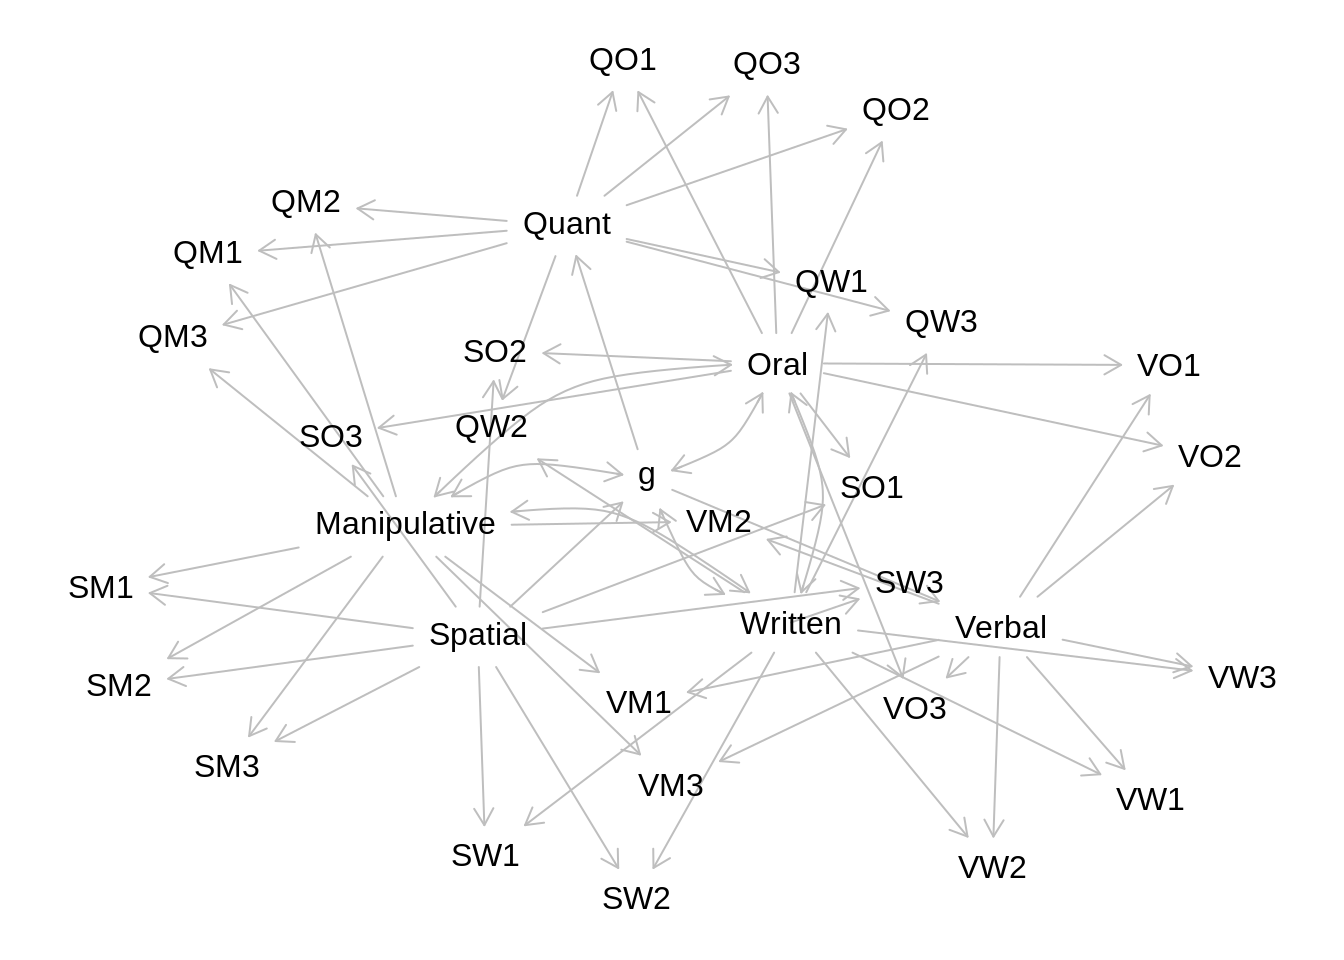 QO1
QO3
QO2
QM2
Quant
QM1
QW1
QW3
QM3
SO2
Oral
VO1
QW2
SO3
VO2
g
SO1
Manipulative
VM2
SW3
SM1
Written
Verbal
Spatial
VW3
SM2
VM1
VO3
SM3
VM3
VW1
SW1
VW2
SW2